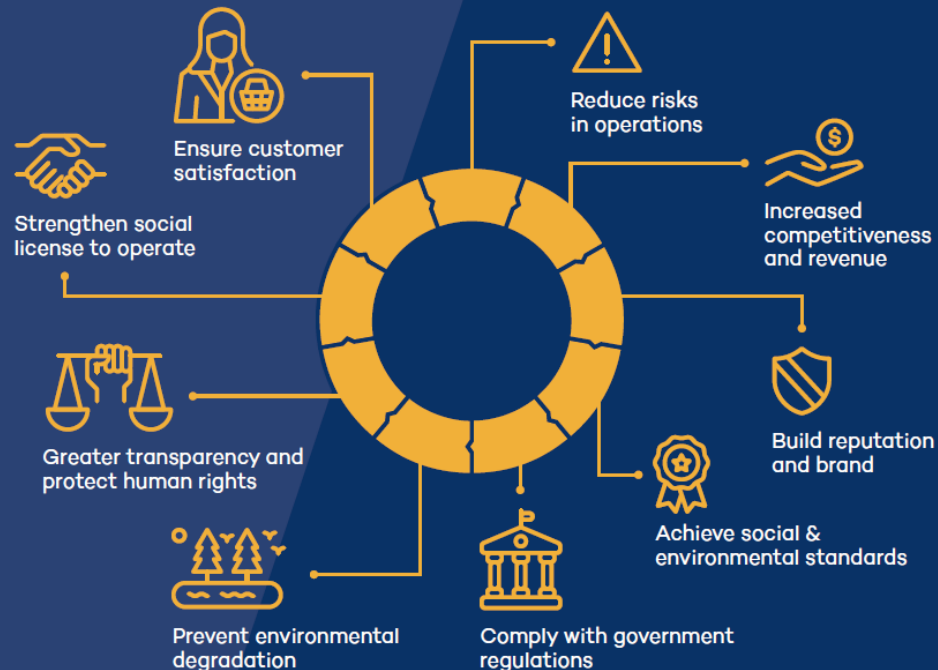 Reduce risks
in operations
Ensure customer
satisfaction
Increased
competitiveness
and revenue
Strengthen social
license to operate
Build reputation
and brand
Greater transparency and
protect human rights
Achieve social &
environmental standards
Prevent environmental
degradation
Comply with government
regulations
$